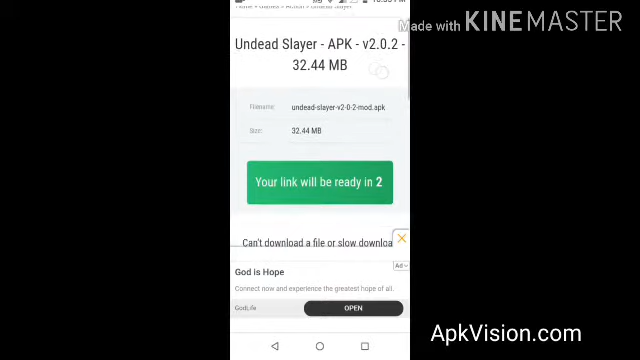 Made with KINEMASTER
Undead Slayer - APK - v2.0.2 -
32.44 MB
Filename: undead-slayer-v2-0-2-mod.apk
Size: 32.44 MB
Your link will be ready in 2
Can't download a file or slow downloa
Ad
God is Hope
Connect now and experience the greatest hope of all.
GodLife OPEN
ApkVision.com